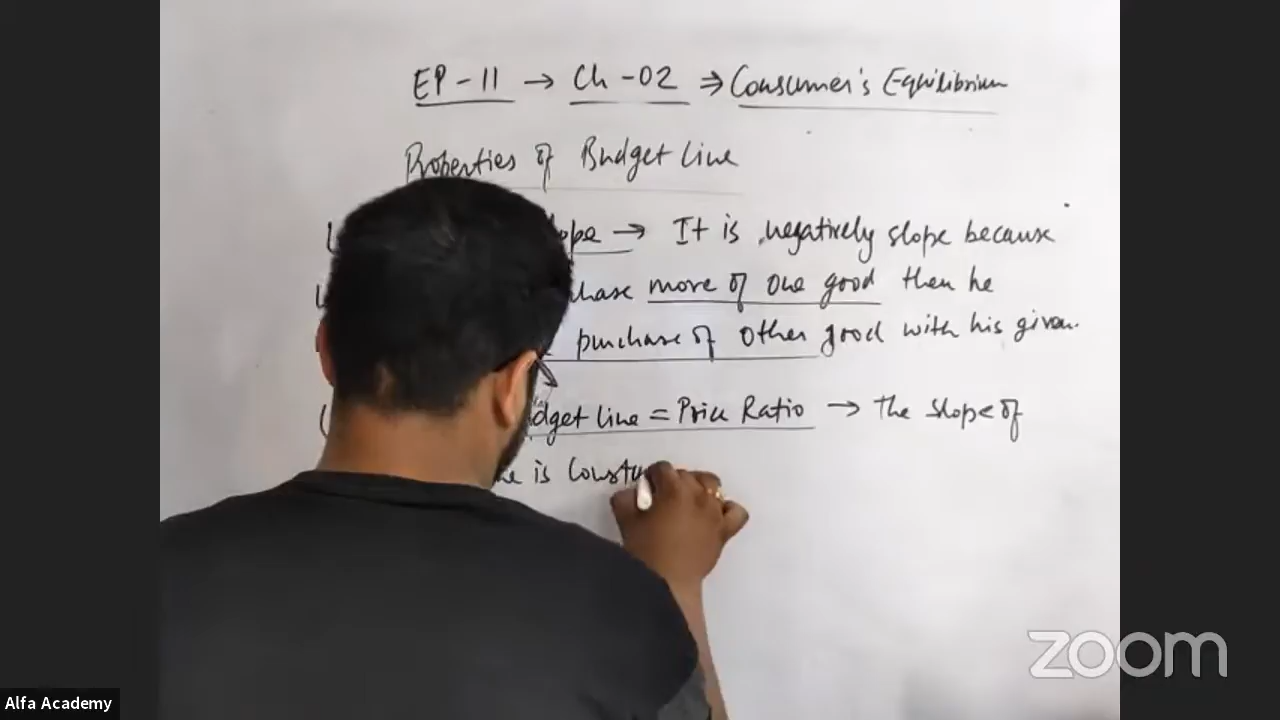 EP-11 → Ch-02 ⇒ Consumer's Equilibrium
Properties of Budget Line
ope → It is negatively slope because
hase more of one good then he
purchase of other good with his given
dget line = Price Ratio → The slope of
ne is Consta
zoom
Alfa Academy